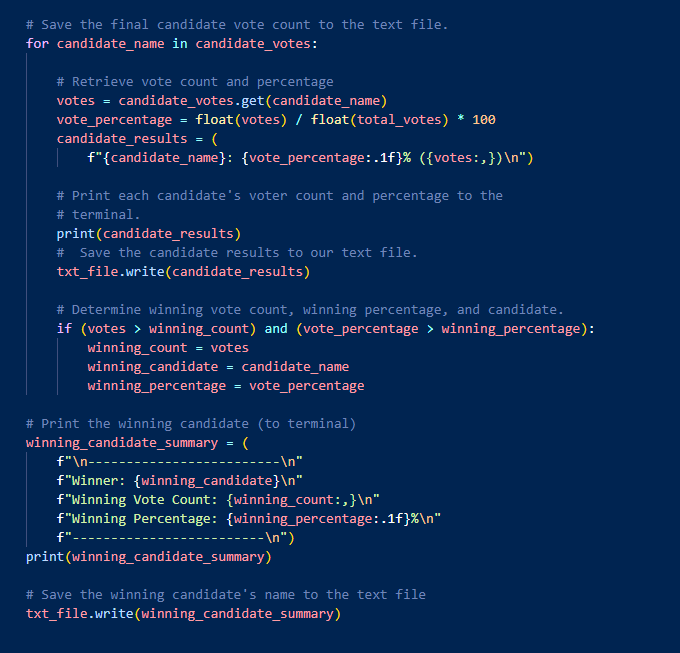 # Save the final candidate vote count to the text file.
for candidate_name in candidate_votes:
# Retrieve vote count and percentage
votes = candidate_votes.get(candidate_name)
vote_percentage = float(votes) / float(total_votes) * 100
candidate_results = (
f"{candidate_name}: {vote_percentage:.1f}% ({votes:,})\n")
# Print each candidate's voter count and percentage to the
# terminal.
print(candidate_results)
#  Save the candidate results to our text file.
txt_file.write(candidate_results)
# Determine winning vote count, winning percentage, and candidate.
if (votes > winning_count) and (vote_percentage > winning_percentage):
winning_count = votes
winning_candidate = candidate_name
winning_percentage = vote_percentage
# Print the winning candidate (to terminal)
winning_candidate_summary = (
f"\n-------------------------\n"
f"Winner: {winning_candidate}\n"
f"Winning Vote Count: {winning_count:,}\n"
f"Winning Percentage: {winning_percentage:.1f}%\n"
f"-------------------------\n")
print(winning_candidate_summary)
# Save the winning candidate's name to the text file
txt_file.write(winning_candidate_summary)